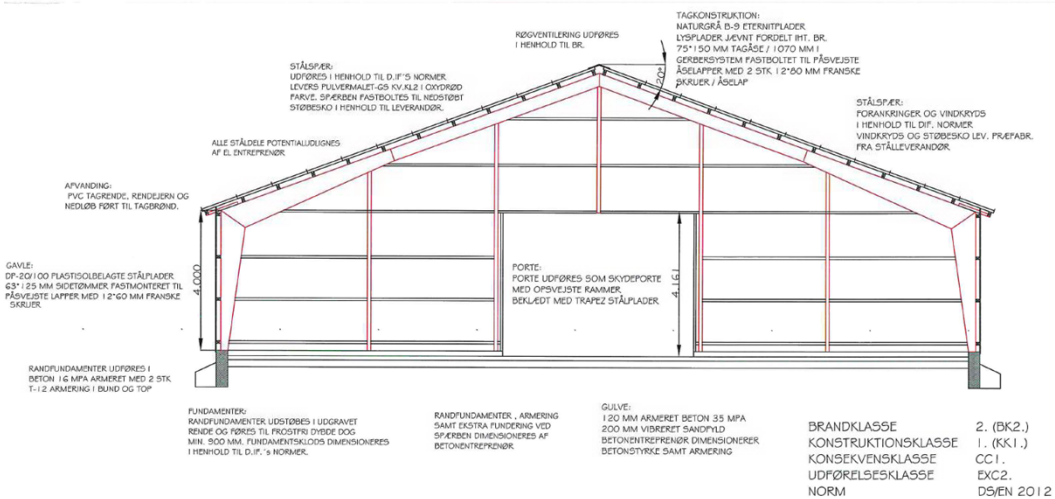 RØGVENTILERING UDFØRES
I HENHOLD TIL BR.
TAGKONSTRUKTION:
NATURGRÅ B-9 ETERNITPLADER
LYSPLADER JÆVNT FORDELT IHT. BR.
75*150 MM TAGÅSE / 1070 MM I
GERBERSYSTEM FASTBOLTET TIL PÅSVEJSTE
ÅSELAPPER MED 2 STK 12*80 MM FRANSKE
SKRUER / ÅSELAP
20°
STÅLSPÆR:
UDFØRES I HENHOLD TIL D.IF'S NORMER
LEVERS PULVERMALET-GS KV.KL2 I OXYDRØD
FARVE. SPÆRBEN FASTBOLTES TIL NEDSTØBT
STØBESKO I HENHOLD TIL LEVERANDØR.
STÅLSPÆR:
FORANKRINGER OG VINDKRYDS
I HENHOLD TIL DIF. NORMER
VINDKRYDS OG STØBESKO LEV. PRÆFABR.
FRA STÅLLEVERANDØR
ALLE STÅLDELE POTENTIALUDLIGNES
AF EL ENTREPRENØR
AFVANDING:
PVC TAGRENDE, RENDEJERN OG
NEDLØB FØRT TIL TAGBRØND.
GAVLE:
DP-20/100 PLASTISOLBELAGTE STÅLPLADER
63*125 MM SIDETØMMER FASTMONTERET TIL
PÅSVEJSTE LAPPER MED 12*60 MM FRANSKE
SKRUER
4.000
PORTE:
PORTE UDFØRES SOM SKYDEPORTE
MED OPSVEJSTE RAMMER
BEKLÆDT MED TRAPEZ STÅLPLADER
4.161
RANDFUNDAMENTER UDFØRES I
BETON 16 MPA ARMERET MED 2 STK
T-12 ARMERING I BUND OG TOP
FUNDAMENTER:
RANDFUNDAMENTER UDSTØBES I UDGRAVET
RENDE OG FØRES TIL FROSTFRI DYBDE DOG
MIN. 900 MM. FUNDAMENTSKLODS DIMENSIONERES
I HENHOLD TIL D.IF. 's NORMER.
RANDFUNDAMENTER , ARMERING
SAMT EKSTRA FUNDERING VED
SPÆRBEN DIMENSIONERES AF
BETONENTREPRENØR
GULVE:
120 MM ARMERET BETON 35 MPA
200 MM VIBRERET SANDFYLD
BETONENTREPRENØR DIMENSIONERER
BETONSTYRKE SAMT ARMERING
BRANDKLASSE 2. (BK2.)
KONSTRUKTIONSKLASSE 1. (KK1.)
KONSEKVENSKLASSE CC1.
UDFØRELSESKLASSE EXC2.
NORM DS/EN 2012